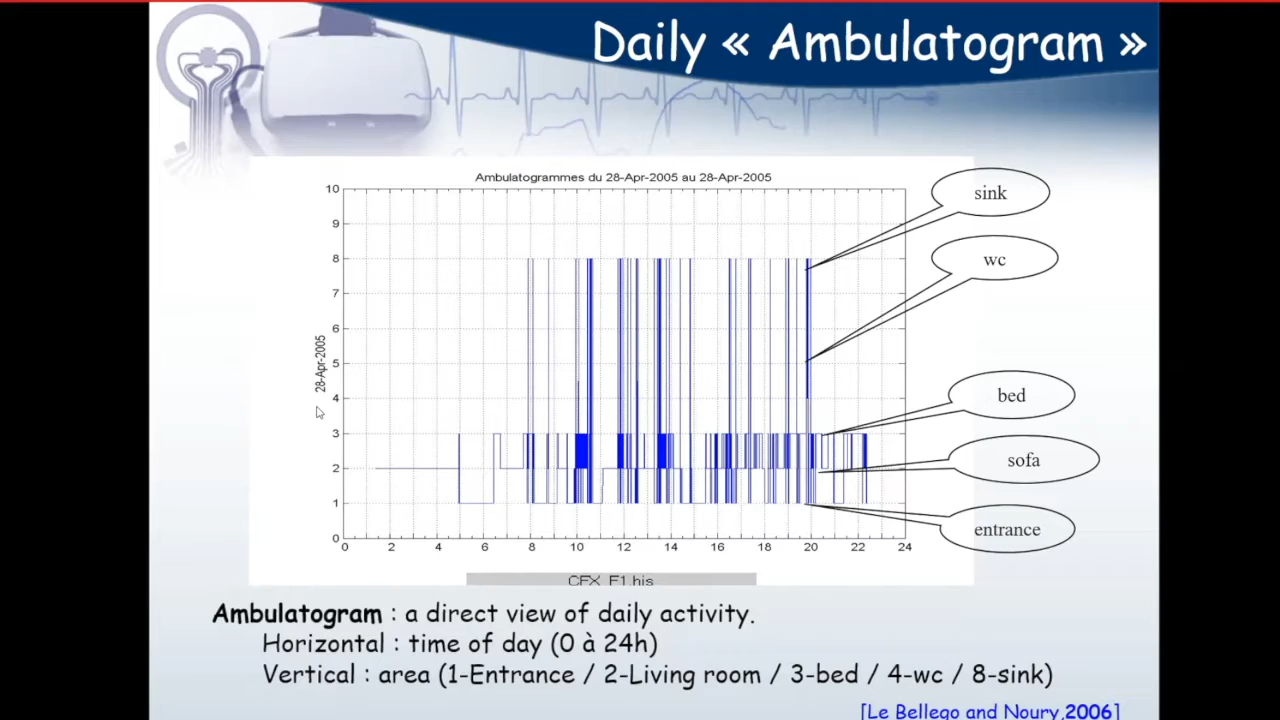 Daily « Ambulatogram »
Ambulatogrammes du 28-Apr-2005 au 28-Apr-2005
10
9
8
7
6
5
4
3
2
1
0
28-Apr-2005
0 2 4 6 8 10 12 14 16 18 20 22 24
CFX_F1.his
sink
wc
bed
sofa
entrance
Ambulatogram : a direct view of daily activity.
Horizontal : time of day (0 à 24h)
Vertical : area (1-Entrance / 2-Living room / 3-bed / 4-wc / 8-sink)
[Le Bellego and Noury,2006]